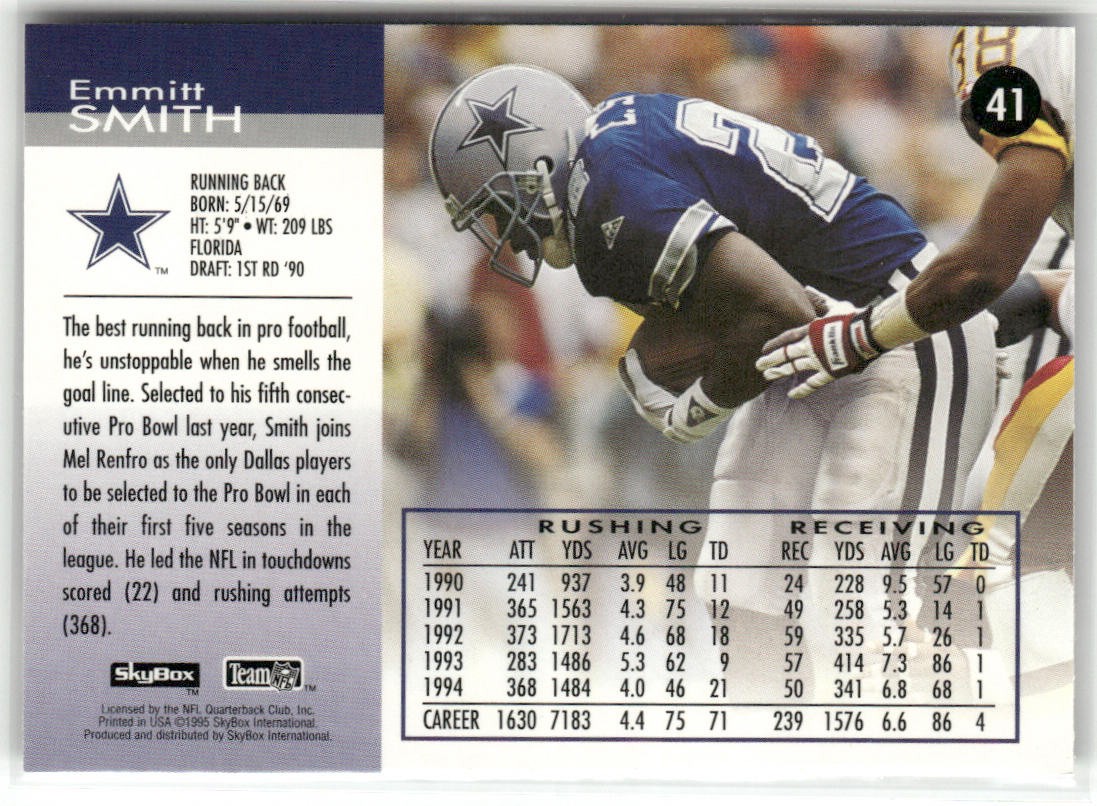 Emmitt
SMITH
41
RUNNING BACK
BORN: 5/15/69
HT: 5'9" • WT: 209 LBS
FLORIDA
DRAFT: 1ST RD '90
TM
The best running back in pro football,
he's unstoppable when he smells the
goal line. Selected to his fifth consec-
utive Pro Bowl last year, Smith joins
Mel Renfro as the only Dallas players
to be selected to the Pro Bowl in each
of their first five seasons in the
league. He led the NFL in touchdowns
scored (22) and rushing attempts
(368).
SkyBox TM
Team NFL TM
Licensed by the NFL Quarterback Club, Inc.
Printed in USA ©1995 SkyBox International.
Produced and distributed by SkyBox International.
38
2
Franklin
RUSHING RECEIVING
YEAR ATT YDS AVG LG TD REC YDS AVG LG TD
1990 241 937 3.9 48 11 24 228 9.5 57 0
1991 365 1563 4.3 75 12 49 258 5.3 14 1
1992 373 1713 4.6 68 18 59 335 5.7 26 1
1993 283 1486 5.3 62 9 57 414 7.3 86 1
1994 368 1484 4.0 46 21 50 341 6.8 68 1
CAREER 1630 7183 4.4 75 71 239 1576 6.6 86 4